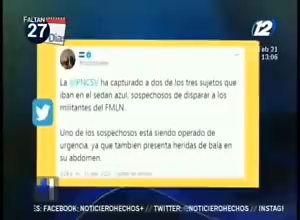 FALTAN
27
Días
12
Feb 21
13:06
La @PNCSV ha capturado a dos de los tres sujetos que
iban en el sedan azul, sospechosos de disparar a los
militantes del FMLN.
Uno de los sospechosos está siendo operado de
urgencia, ya que tambien presenta heridas de bala en
su abdomen.
ES: FACEBOOK: NOTICIEROHECHOS+ // TWITTER: @NOTICIEROHECHOS // INSTAGR